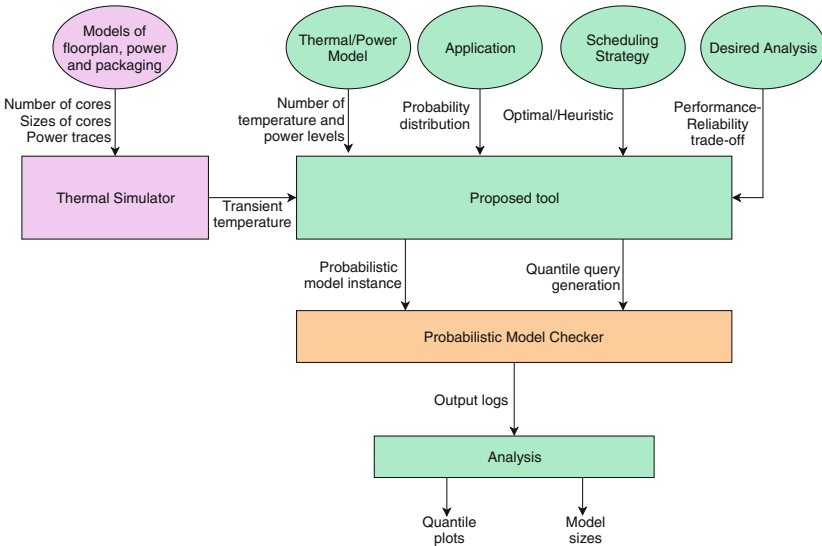 Models of
floorplan, power
and packaging
Thermal/Power
Model
Application
Scheduling
Strategy
Desired Analysis
Number of cores
Sizes of cores
Power traces
Number of
temperature and
power levels
Probability
distribution
Optimal/Heuristic
Performance-
Reliability
trade-off
Thermal Simulator
Transient
temperature
Proposed tool
Probabilistic
model instance
Quantile query
generation
Probabilistic Model Checker
Output logs
Analysis
Quantile
plots
Model
sizes